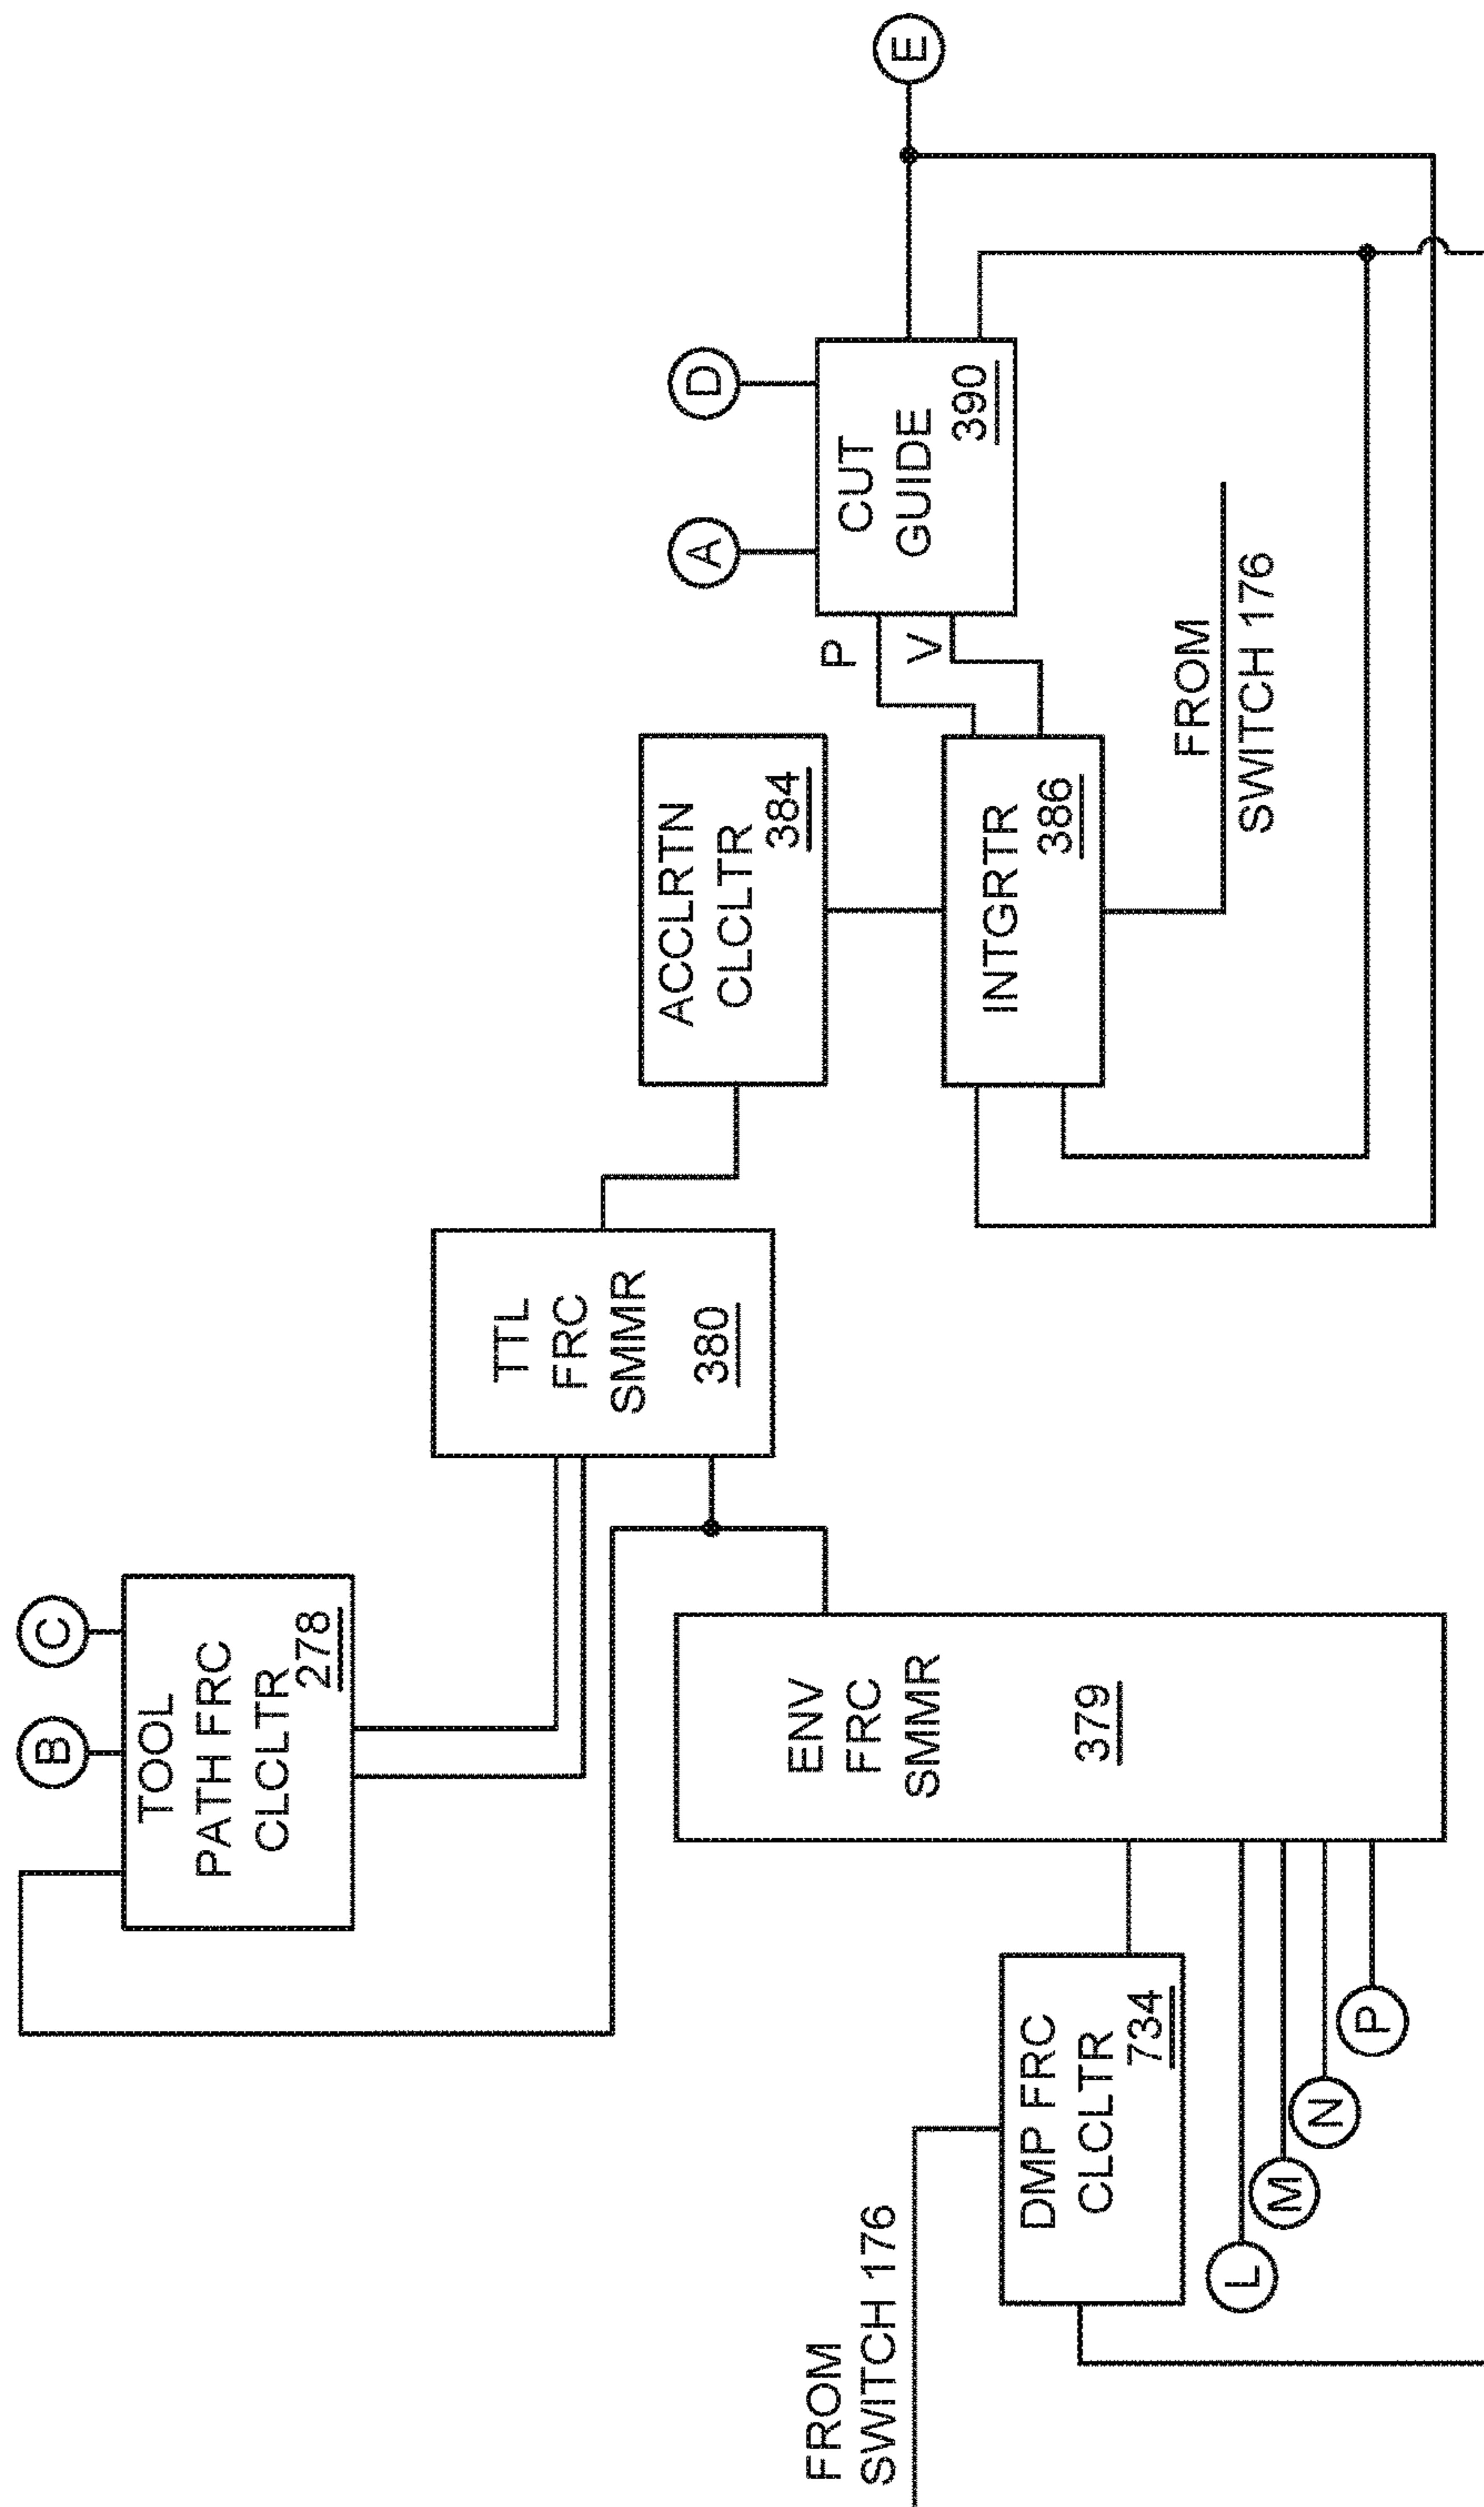 B
C
TOOL
PATH FRC
CLCLTR
278
TTL
FRC
SMMR
380
ACCLRTN
CLCLTR
384
A
D
E
P
V
CUT
GUIDE
390
INTGRTR
386
FROM
SWITCH 176
ENV
FRC
SMMR
379
FROM
SWITCH 176
DMP FRC
CLCLTR
734
L
M
N
P